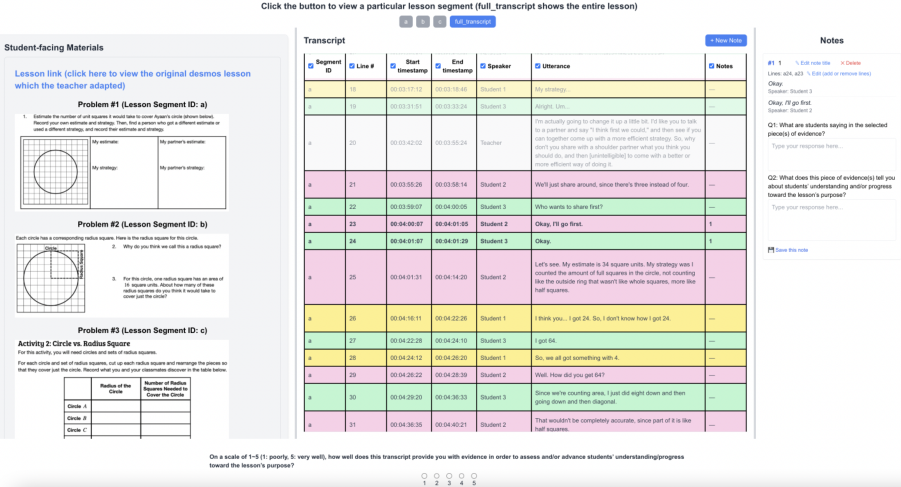 Click the button to view a particular lesson segment (full_transcript shows the entire lesson)
a b c full_transcript
Student-facing Materials
Lesson link (click here to view the original desmos lesson
which the teacher adapted)
Problem #1 (Lesson Segment ID: a)
1. Estimate the number of unit squares it would take to cover Ayaan's circle (shown below).
Record your own estimate and strategy. Then, find a person who got a different estimate or
used a different strategy, and record their estimate and strategy.
My estimate: My partner's estimate:
My strategy: My partner's strategy:
Problem #2 (Lesson Segment ID: b)
Each circle has a corresponding radius square. Here is the radius square for this circle.
Circle
Radius Square
2. Why do you think we call this a radius square?
3. For this circle, one radius square has an area of
16 square units. About how many of these
radius squares do you think it would take to
cover just the circle?
Problem #3 (Lesson Segment ID: c)
Activity 2: Circle vs. Radius Square
For this activity, you will need circles and sets of radius squares.
For each circle and set of radius squares, cut up each radius square and rearrange the pieces so
that they cover just the circle. Record what you and your classmates discover in the table below.
Radius of the Circle Number of Radius Squares Needed to Cover the Circle
Circle A
Circle B
Circle C
Transcript
+ New Note
Segment ID Line # Start timestamp End timestamp Speaker Utterance Notes
a 18 00:03:17:12 00:03:18:46 Student 1 My strategy... —
a 19 00:03:31:51 00:03:33:24 Student 3 Alright. Um... —
a 20 00:03:42:02 00:03:55:24 Teacher I'm actually going to change it up a little bit. I'd like you to talk
to a partner and say "I think first we could," and then see if you
can together come up with a more efficient strategy. So, why
don't you share with a shoulder partner what you think you
should do, and then [unintelligible] to come with a better or
more efficient way of doing it. —
a 21 00:03:55:26 00:03:58:14 Student 2 We'll just share around, since there's three instead of four. —
a 22 00:03:59:07 00:04:00:05 Student 3 Who wants to share first? —
a 23 00:04:00:07 00:04:01:05 Student 2 Okay, I'll go first. 1
a 24 00:04:01:07 00:04:01:29 Student 3 Okay. 1
a 25 00:04:01:31 00:04:14:20 Student 2 Let's see. My estimate is 34 square units. My strategy was I
counted the amount of full squares in the circle, not counting
like the outside ring that wasn't like whole squares, more like
half squares. —
a 26 00:04:16:11 00:04:22:26 Student 1 I think you... I got 24. So, I don't know how I got 24. —
a 27 00:04:22:28 00:04:24:10 Student 3 I got 64. —
a 28 00:04:24:12 00:04:26:20 Student 1 So, we all got something with 4. —
a 29 00:04:26:22 00:04:28:39 Student 2 Well. How did you get 64? —
a 30 00:04:29:20 00:04:36:33 Student 3 Since we're counting area, I just did eight down and then
going down and then diagonal. —
a 31 00:04:36:35 00:04:40:21 Student 2 That wouldn't be completely accurate, since part of it is like
half squares. —
Notes
#1 1 Edit note title × Delete
Lines: a24, a23 Edit (add or remove lines)
Okay.
Speaker: Student 3
Okay, I'll go first.
Speaker: Student 2
Q1: What are students saying in the selected
piece(s) of evidence?
Type your response here...
Q2: What does this piece of evidence(s) tell you
about students' understanding and/or progress
toward the lesson's purpose?
Type your response here...
Save this note
On a scale of 1~5 (1: poorly, 5: very well), how well does this transcript provide you with evidence in order to assess and/or advance students' understanding/progress
toward the lesson's purpose?
1 2 3 4 5